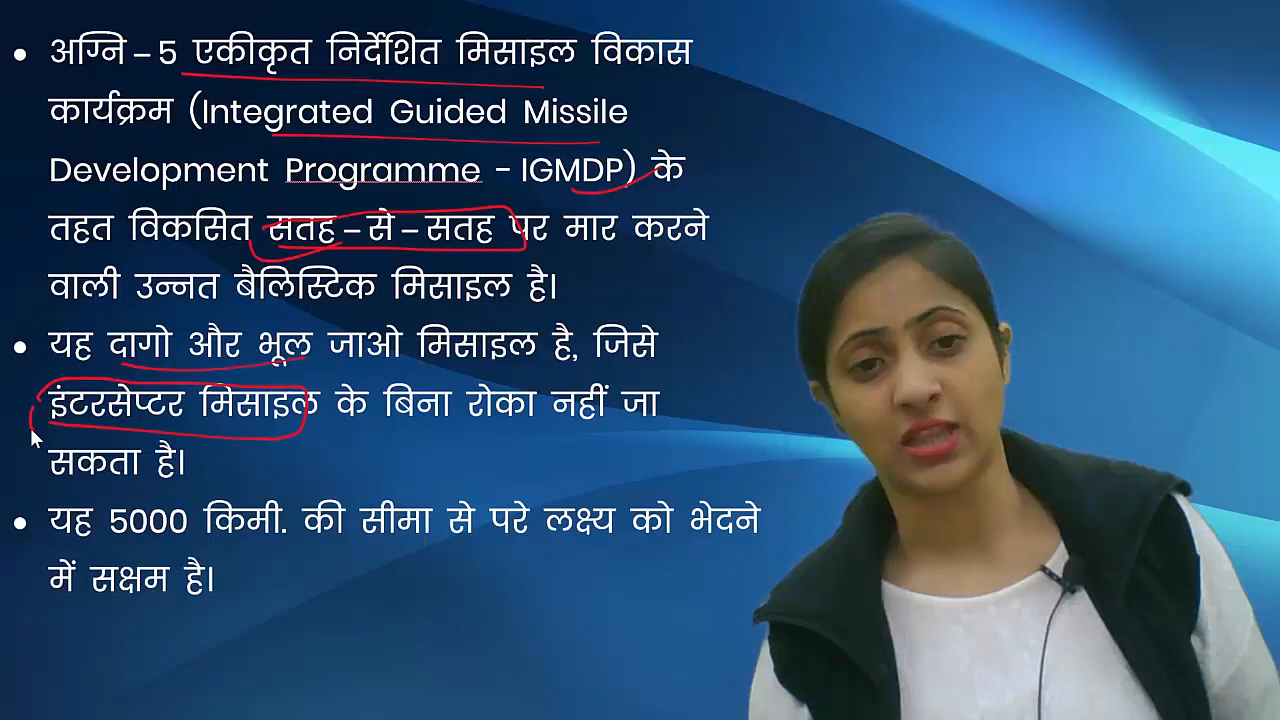 • अग्नि – 5 एकीकृत निर्देशित मिसाइल विकास
कार्यक्रम (Integrated Guided Missile
Development Programme - IGMDP) के
तहत विकसित सतह – से – सतह पर मार करने
वाली उन्नत बैलिस्टिक मिसाइल है।
• यह दागो और भूल जाओ मिसाइल है, जिसे
इंटरसेप्टर मिसाइल के बिना रोका नहीं जा
सकता है।
• यह 5000 किमी. की सीमा से परे लक्ष्य को भेदने
में सक्षम है।